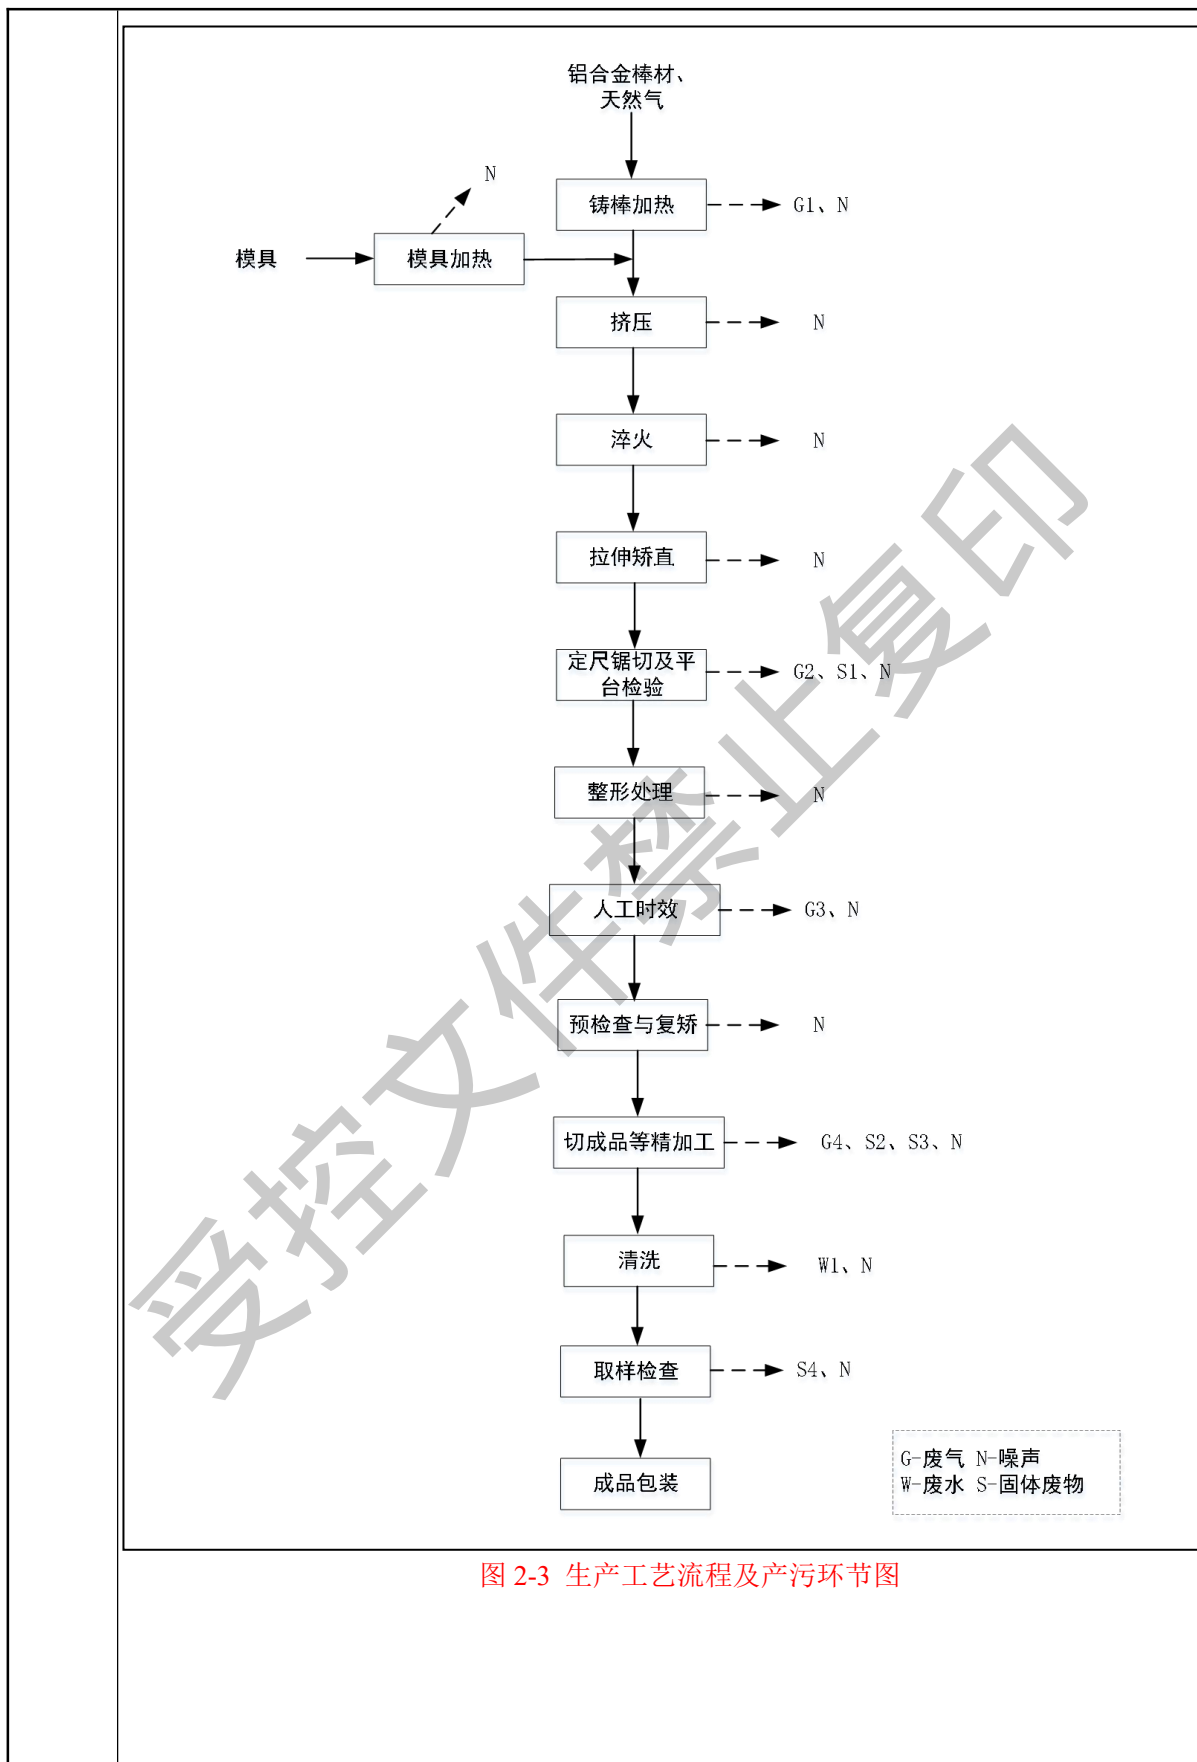 铝合金棒材、
天然气
N
铸棒加热
G1、N
模具
模具加热
挤压
N
淬火
N
拉伸矫直
N
定尺锯切及平
台检验
G2、S1、N
整形处理
N
人工时效
G3、N
预检查与复矫
N
切成品等精加工
G4、S2、S3、N
清洗
W1、N
取样检查
S4、N
成品包装
G-废气 N-噪声
W-废水 S-固体废物
图 2-3 生产工艺流程及产污环节图
受控文件禁止复印